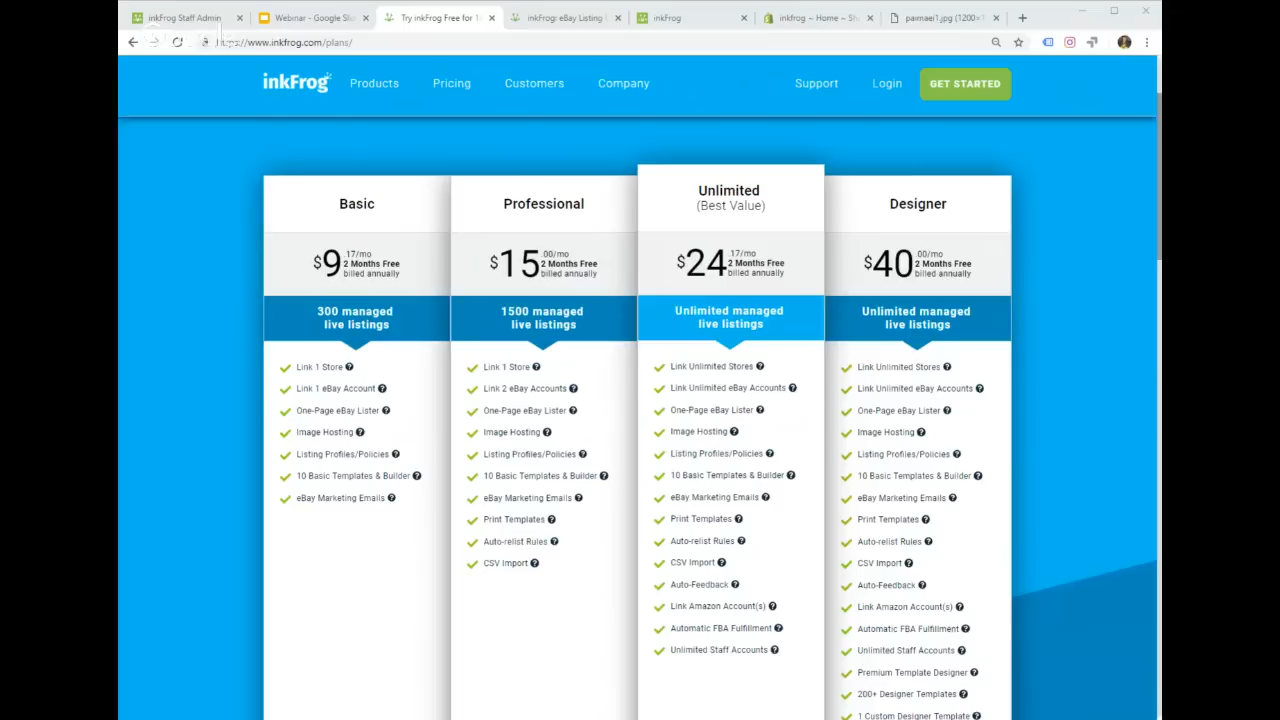 inkFrog Staff Admin
Webinar - Google Sli
Try inkFrog Free for 1
inkFrog: eBay Listing
inkFrog
inkfrog ~ Home ~ Sh
paimaei1.jpg (1200×
https://www.inkfrog.com/plans/
inkFrog Products Pricing Customers Company Support Login GET STARTED
Basic
$9 .17/mo
2 Months Free
billed annually
300 managed
live listings
Link 1 Store
Link 1 eBay Account
One-Page eBay Lister
Image Hosting
Listing Profiles/Policies
10 Basic Templates & Builder
eBay Marketing Emails
Professional
$15 .00/mo
2 Months Free
billed annually
1500 managed
live listings
Link 1 Store
Link 2 eBay Accounts
One-Page eBay Lister
Image Hosting
Listing Profiles/Policies
10 Basic Templates & Builder
eBay Marketing Emails
Print Templates
Auto-relist Rules
CSV Import
Unlimited
(Best Value)
$24 .17/mo
2 Months Free
billed annually
Unlimited managed
live listings
Link Unlimited Stores
Link Unlimited eBay Accounts
One-Page eBay Lister
Image Hosting
Listing Profiles/Policies
10 Basic Templates & Builder
eBay Marketing Emails
Print Templates
Auto-relist Rules
CSV Import
Auto-Feedback
Link Amazon Account(s)
Automatic FBA Fulfillment
Unlimited Staff Accounts
Designer
$40 .00/mo
2 Months Free
billed annually
Unlimited managed
live listings
Link Unlimited Stores
Link Unlimited eBay Accounts
One-Page eBay Lister
Image Hosting
Listing Profiles/Policies
10 Basic Templates & Builder
eBay Marketing Emails
Print Templates
Auto-relist Rules
CSV Import
Auto-Feedback
Link Amazon Account(s)
Automatic FBA Fulfillment
Unlimited Staff Accounts
Premium Template Designer
200+ Designer Templates
1 Custom Designer Template